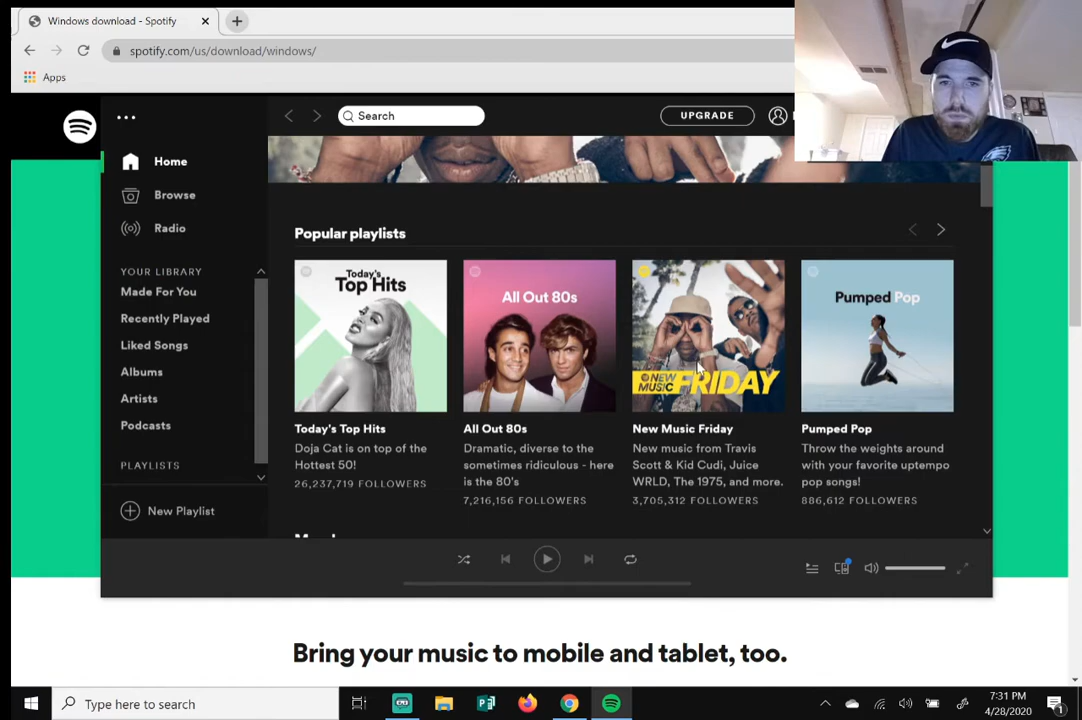 Windows download - Spotify
spotify.com/us/download/windows/
Apps
Search
UPGRADE
Home
Browse
Radio
YOUR LIBRARY
Made For You
Recently Played
Liked Songs
Albums
Artists
Podcasts
PLAYLISTS
New Playlist
Popular playlists
Today's
Top Hits
All Out 80s
NEW
MUSIC FRIDAY
Pumped Pop
Today's Top Hits
Doja Cat is on top of the
Hottest 50!
26,237,719 FOLLOWERS
All Out 80s
Dramatic, diverse to the
sometimes ridiculous - here
is the 80's
7,216,156 FOLLOWERS
New Music Friday
New music from Travis
Scott & Kid Cudi, Juice
WRLD, The 1975, and more.
3,705,312 FOLLOWERS
Pumped Pop
Throw the weights around
with your favorite uptempo
pop songs!
886,612 FOLLOWERS
Bring your music to mobile and tablet, too.
Type here to search
7:31 PM
4/28/2020
1